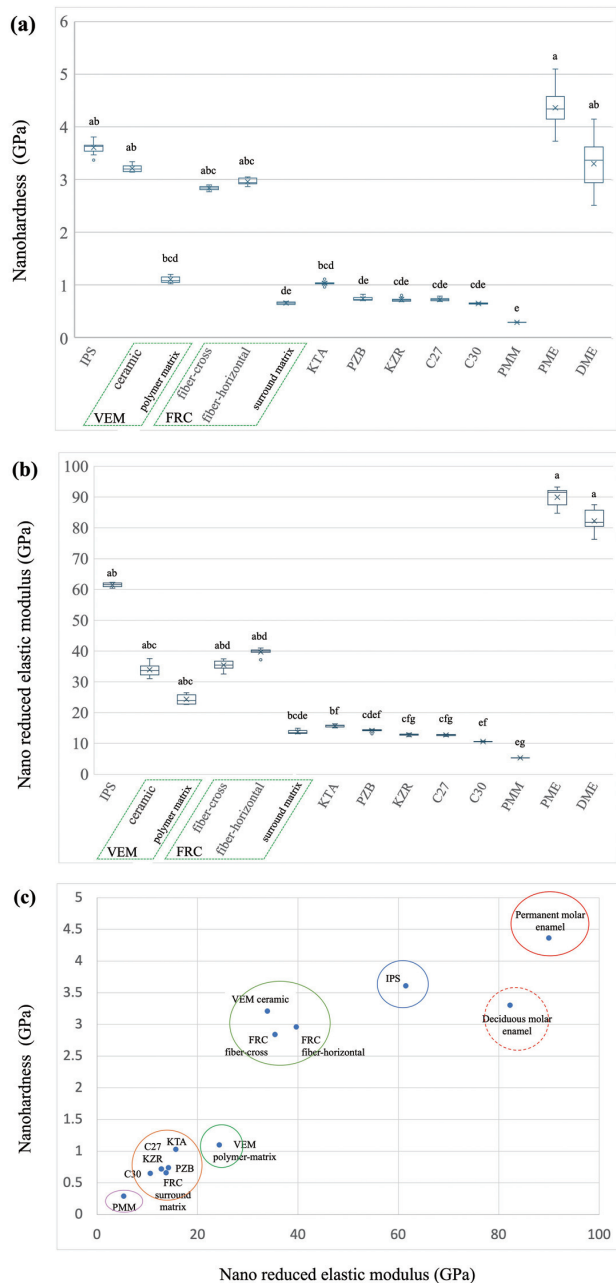 (a)
Nanohardness (GPa)
6
5
4
3
2
1
0
ab
ab
bcd
abc
abc
de
bcd
de
cde
cde
cde
e
a
ab
IPS
ceramic
polymer matrix
fiber-cross
fiber-horizontal
surround matrix
KTA
PZB
KZR
C27
C30
PMM
PME
DME
VEM
FRC
(b)
Nano reduced elastic modulus (GPa)
100
90
80
70
60
50
40
30
20
10
0
ab
abc
abc
abd
abd
bcde
bf
cdef
cfg
cfg
ef
eg
a
a
IPS
ceramic
polymer matrix
fiber-cross
fiber-horizontal
surround matrix
KTA
PZB
KZR
C27
C30
PMM
PME
DME
VEM
FRC
(c)
Nanohardness (GPa)
5
4.5
4
3.5
3
2.5
2
1.5
1
0.5
0
Permanent molar
enamel
IPS
VEM ceramic
Deciduous molar
enamel
FRC
fiber-cross
FRC
fiber-horizontal
C27
KTA
KZR
VEM
polymer-matrix
C30
PZB
FRC
surround
matrix
PMM
0
20
40
60
80
100
Nano reduced elastic modulus (GPa)